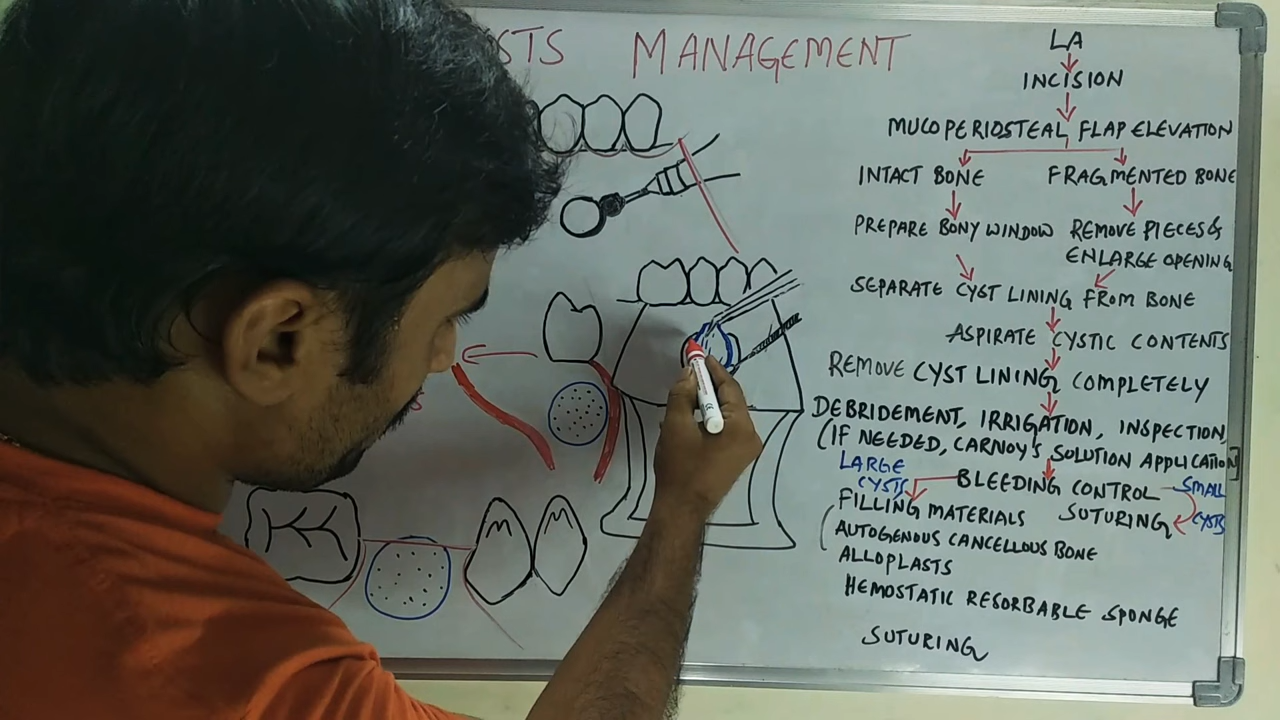 STS MANAGEMENT
LA
INCISION
MUCOPERIOSTEAL FLAP ELEVATION
INTACT BONE FRAGMENTED BONE
PREPARE BONY WINDOW REMOVE PIECES &
ENLARGE OPENING
SEPARATE CYST LINING FROM BONE
ASPIRATE CYSTIC CONTENTS
REMOVE CYST LINING COMPLETELY
DEBRIDEMENT, IRRIGATION, INSPECTION,
(IF NEEDED, CARNOY'S SOLUTION APPLICATION)
LARGE CYSTS BLEEDING CONTROL SMALL CYSTS
FILLING MATERIALS SUTURING
(AUTOGENOUS CANCELLOUS BONE
ALLOPLASTS
HEMOSTATIC RESORBABLE SPONGE
SUTURING